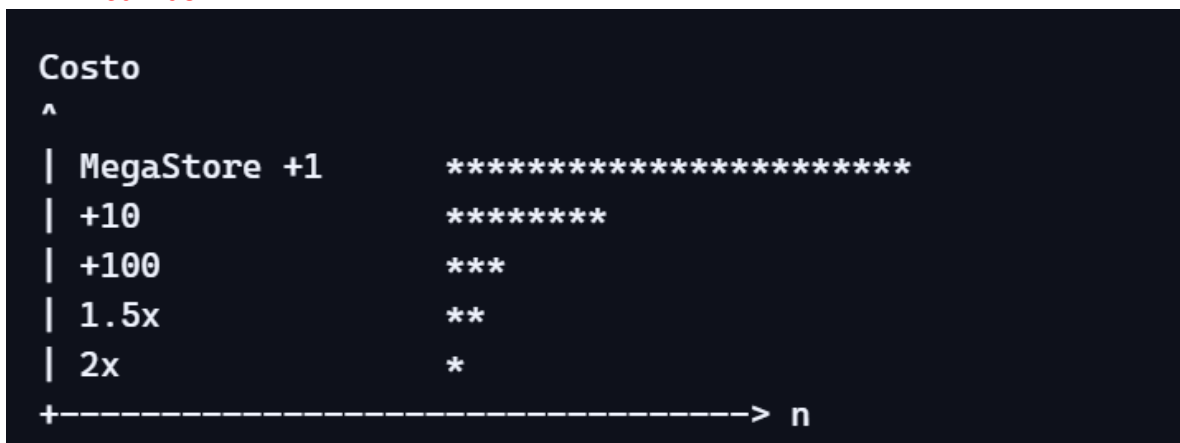 Costo
^
| MegaStore +1      ***********************
| +10               ********
| +100              ***
| 1.5x              **
| 2x                *
+----------------------------------> n